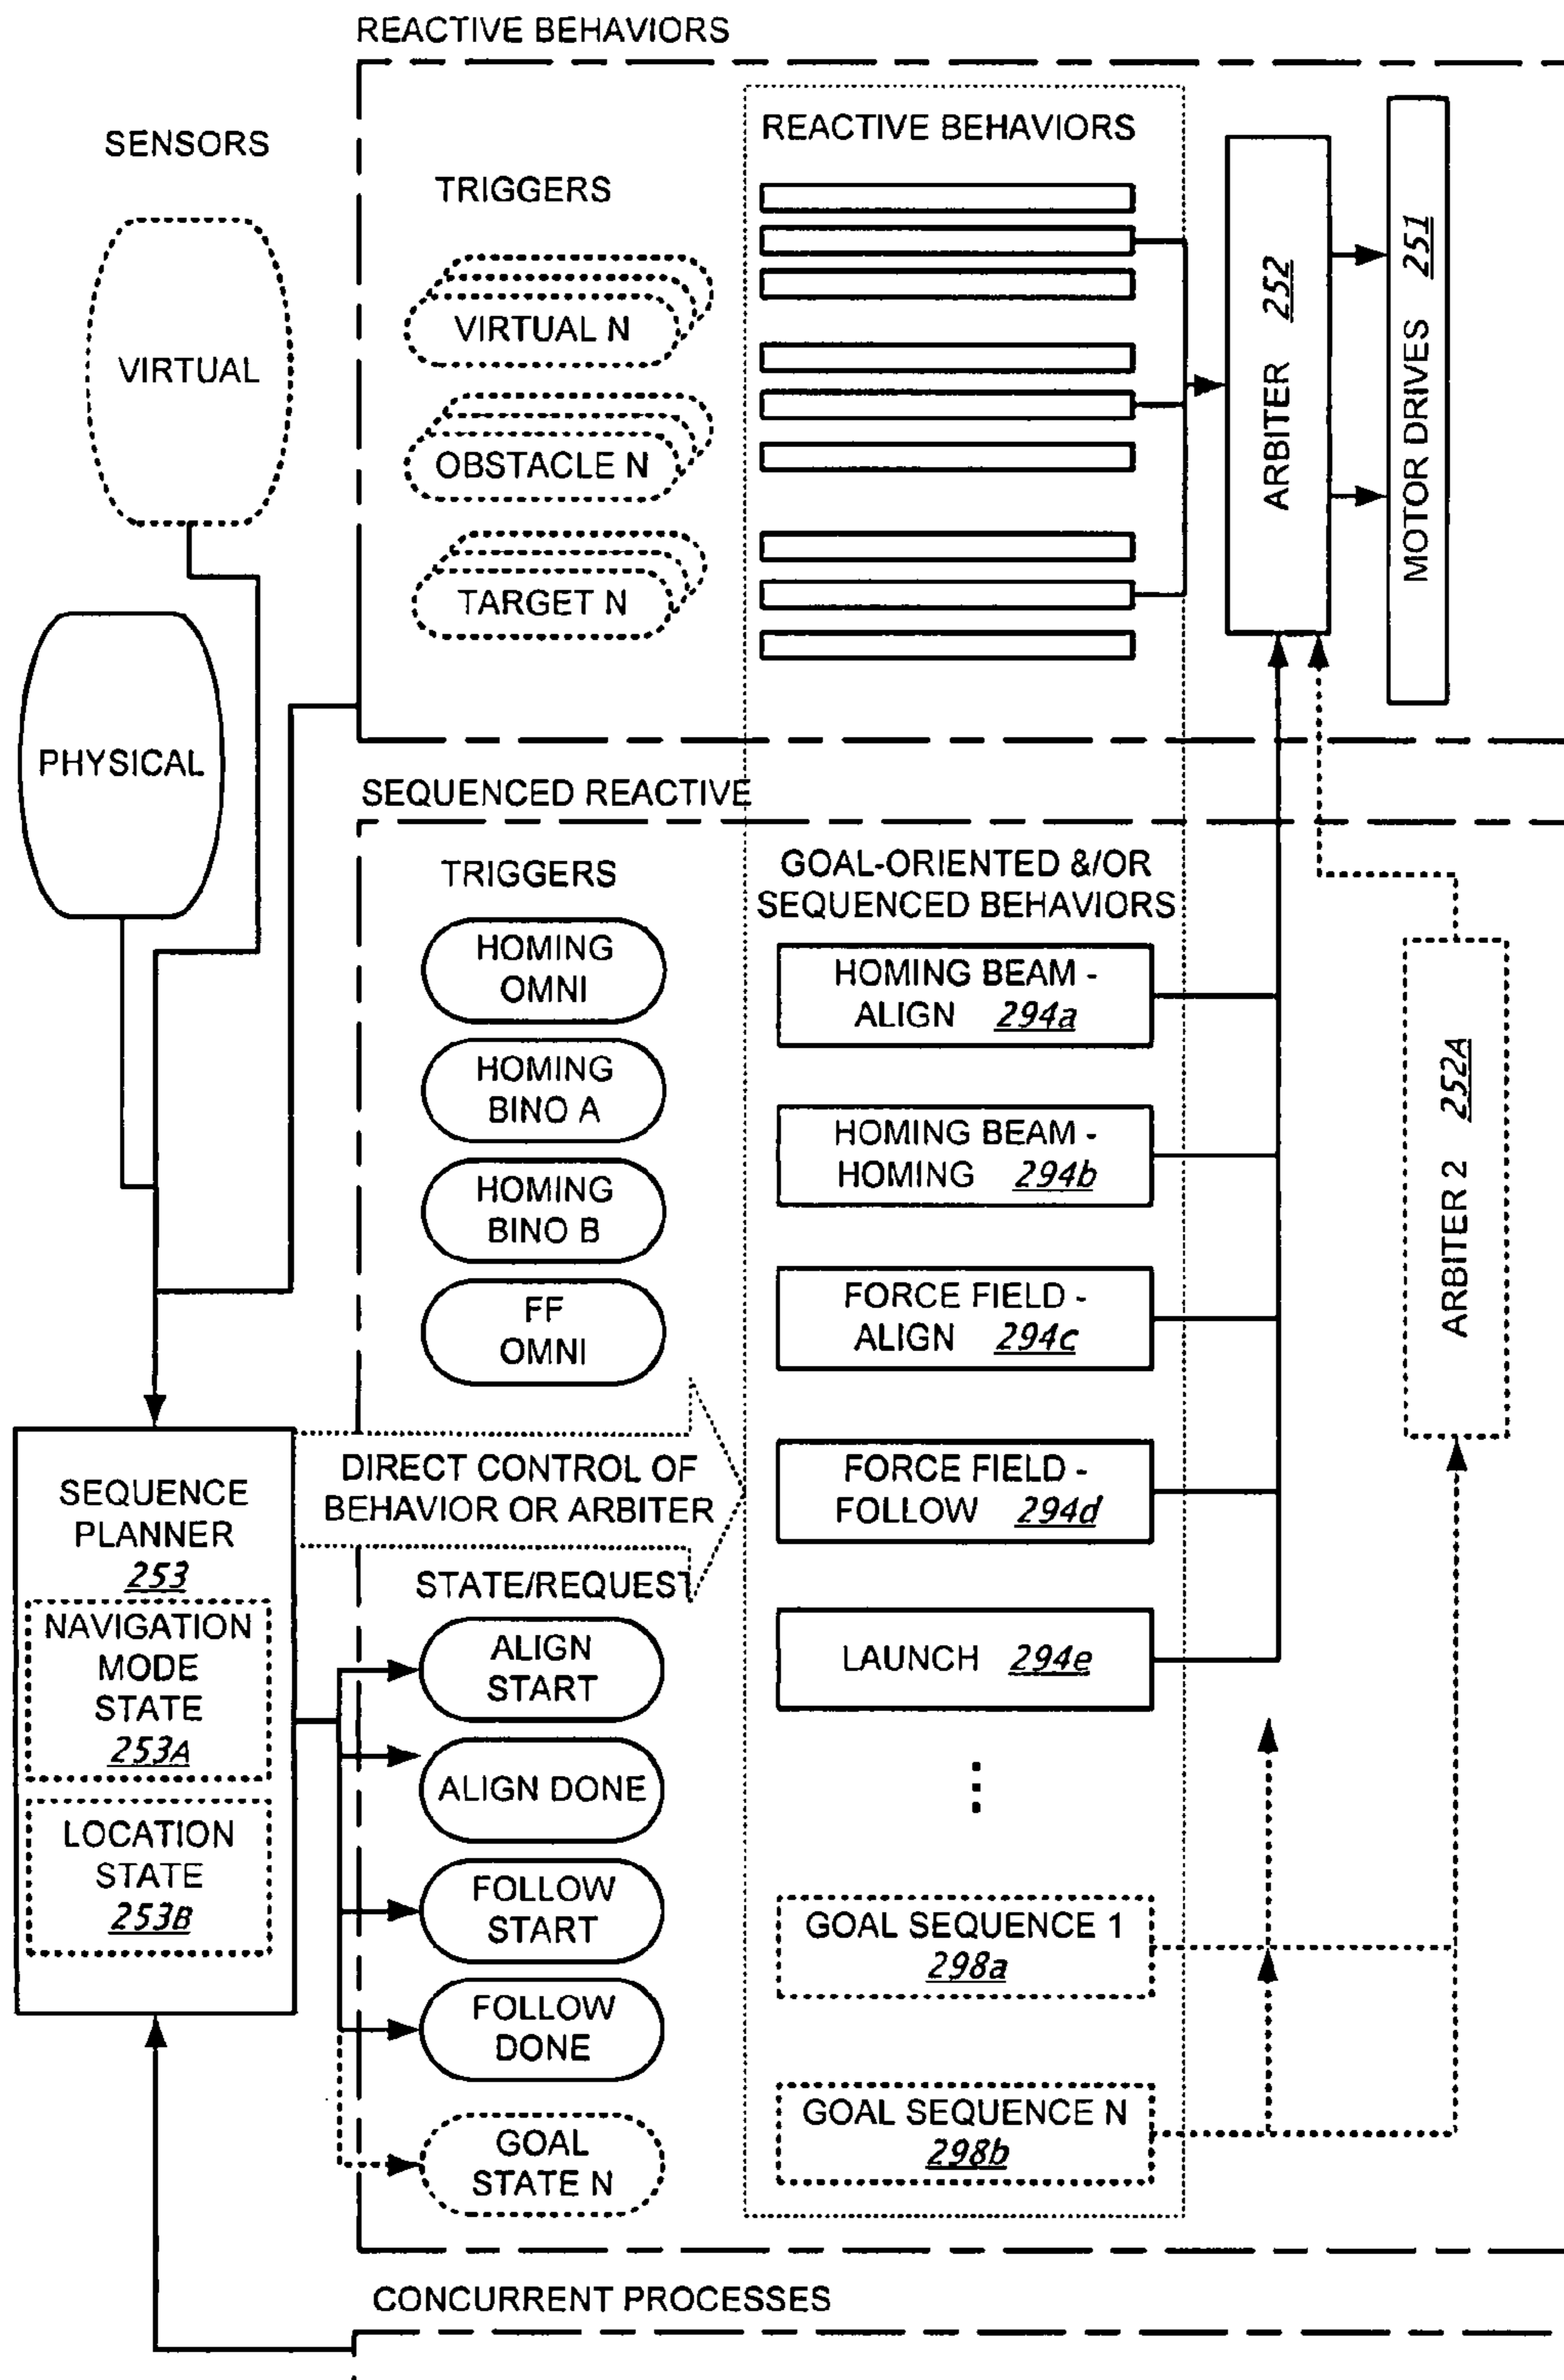 REACTIVE BEHAVIORS
SENSORS
VIRTUAL
PHYSICAL
TRIGGERS
VIRTUAL N
OBSTACLE N
TARGET N
REACTIVE BEHAVIORS
ARBITER 252
MOTOR DRIVES 251
SEQUENCED REACTIVE
TRIGGERS
HOMING
OMNI
HOMING
BINO A
HOMING
BINO B
FF
OMNI
GOAL-ORIENTED &/OR
SEQUENCED BEHAVIORS
HOMING BEAM -
ALIGN 294a
HOMING BEAM -
HOMING 294b
FORCE FIELD -
ALIGN 294c
FORCE FIELD -
FOLLOW 294d
LAUNCH 294e
GOAL SEQUENCE 1
298a
GOAL SEQUENCE N
298b
ARBITER 2 252A
DIRECT CONTROL OF
BEHAVIOR OR ARBITER
SEQUENCE
PLANNER
253
NAVIGATION
MODE
STATE
253A
LOCATION
STATE
253B
STATE/REQUEST
ALIGN
START
ALIGN DONE
FOLLOW
START
FOLLOW
DONE
GOAL
STATE N
CONCURRENT PROCESSES